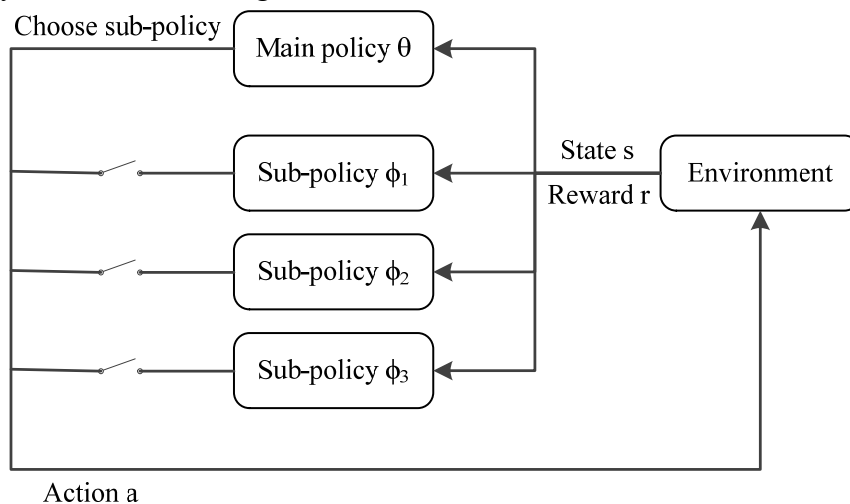 Choose sub-policy
Main policy θ
State s
Sub-policy ϕ₁
Environment
Reward r
Sub-policy ϕ₂
Sub-policy ϕ₃
Action a